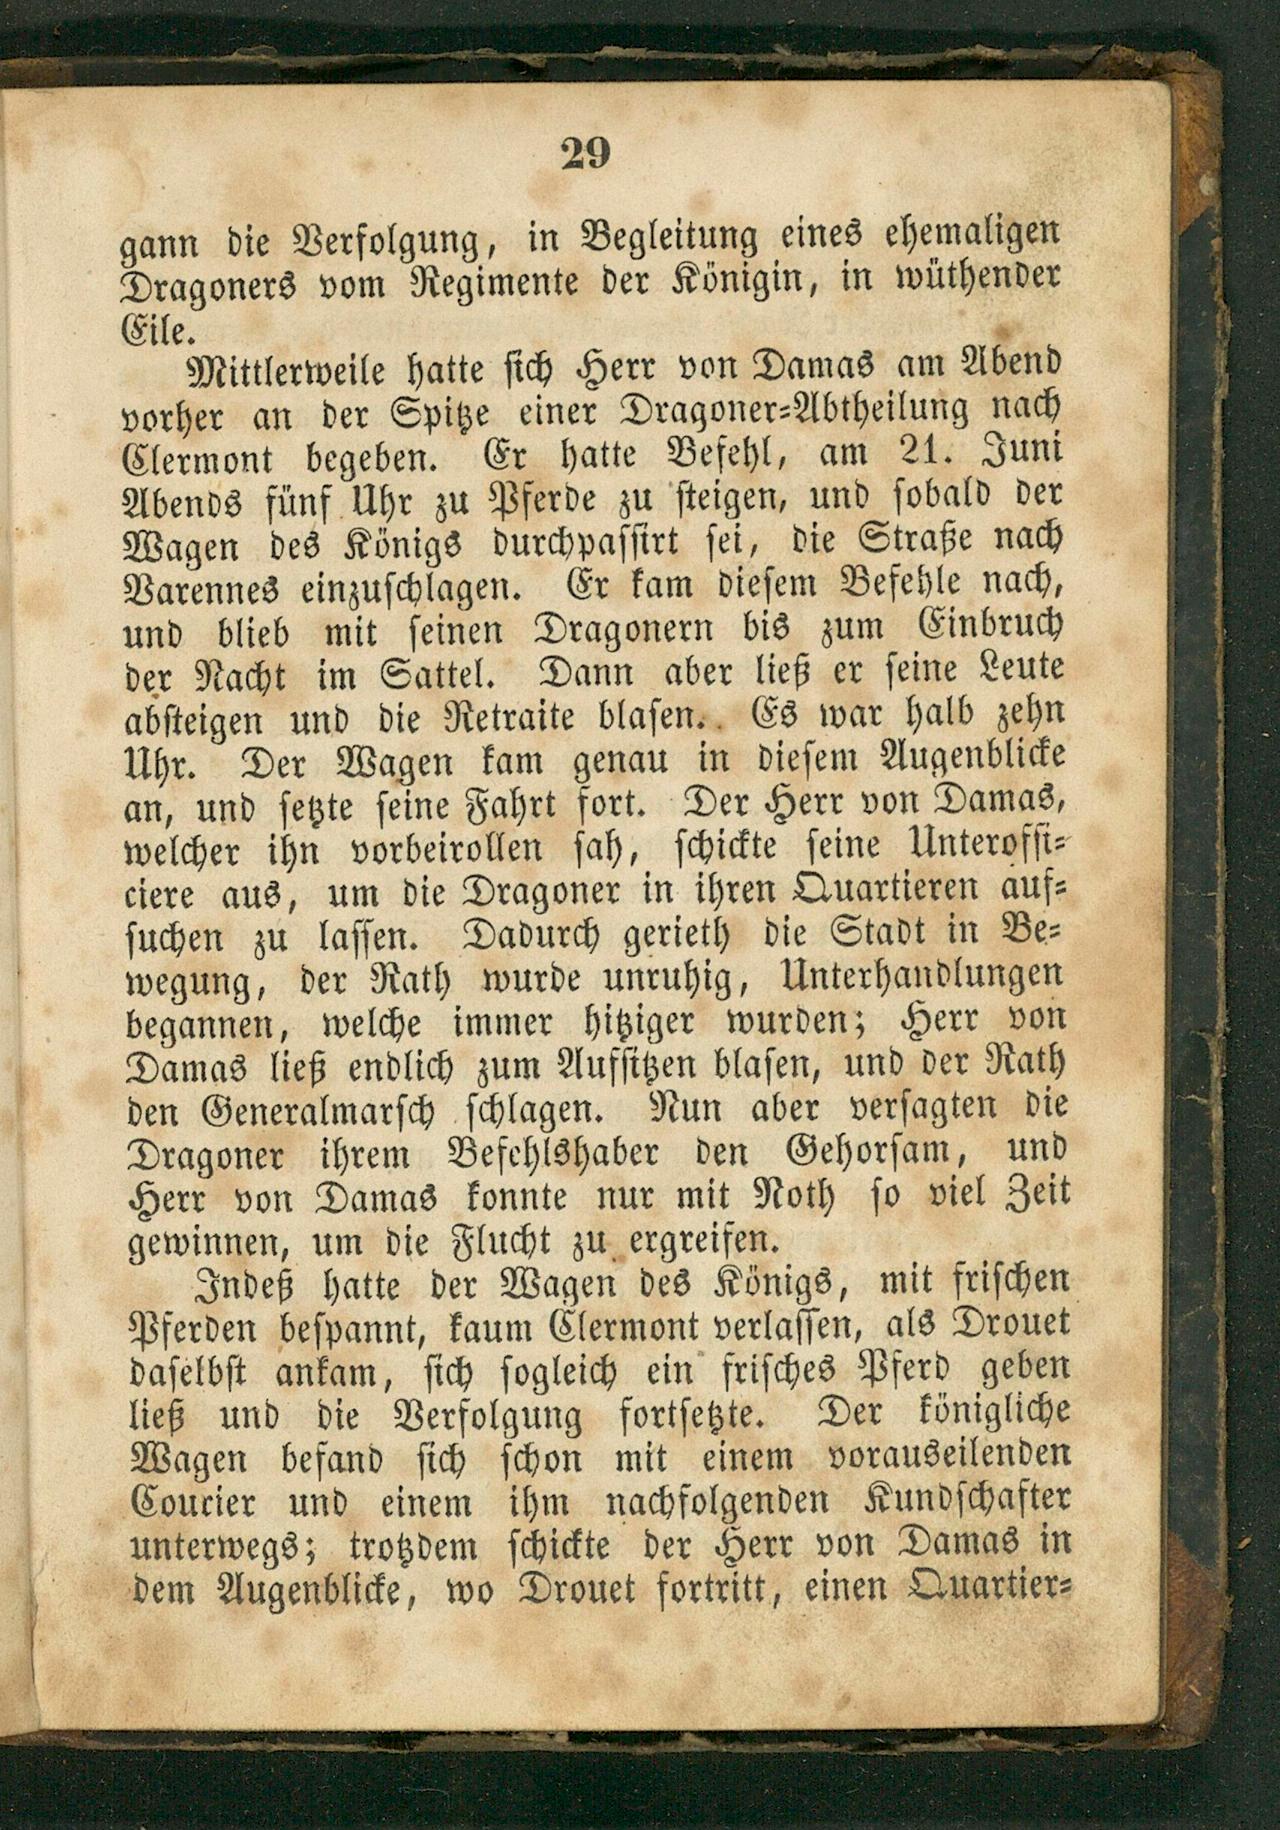 29
gann die Verfolgung, in Begleitung eines ehemaligen
Dragoners vom Regimente der Königin, in wüthender
Eile.
Mittlerweile hatte sich Herr von Damas am Abend
vorher an der Spitze einer Dragoner-Abtheilung nach
Clermont begeben. Er hatte Befehl, am 21. Juni
Abends fünf Uhr zu Pferde zu steigen, und sobald der
Wagen des Königs durchpassirt sei, die Straße nach
Varennes einzuschlagen. Er kam diesem Befehle nach,
und blieb mit seinen Dragonern bis zum Einbruch
der Nacht im Sattel. Dann aber ließ er seine Leute
absteigen und die Retraite blasen. Es war halb zehn
Uhr. Der Wagen kam genau in diesem Augenblicke
an, und setzte seine Fahrt fort. Der Herr von Damas,
welcher ihn vorbeirollen sah, schickte seine Unteroffi-
ciere aus, um die Dragoner in ihren Quartieren auf-
suchen zu lassen. Dadurch gerieth die Stadt in Be-
wegung, der Rath wurde unruhig, Unterhandlungen
begannen, welche immer hitziger wurden; Herr von
Damas ließ endlich zum Aufsitzen blasen, und der Rath
den Generalmarsch schlagen. Nun aber versagten die
Dragoner ihrem Befehlshaber den Gehorsam, und
Herr von Damas konnte nur mit Noth so viel Zeit
gewinnen, um die Flucht zu ergreifen.
Indeß hatte der Wagen des Königs, mit frischen
Pferden bespannt, kaum Clermont verlassen, als Drouet
daselbst ankam, sich sogleich ein frisches Pferd geben
ließ und die Verfolgung fortsetzte. Der königliche
Wagen befand sich schon mit einem vorauseilenden
Courier und einem ihm nachfolgenden Kundschafter
unterwegs; trotzdem schickte der Herr von Damas in
dem Augenblicke, wo Drouet fortritt, einen Quartier-